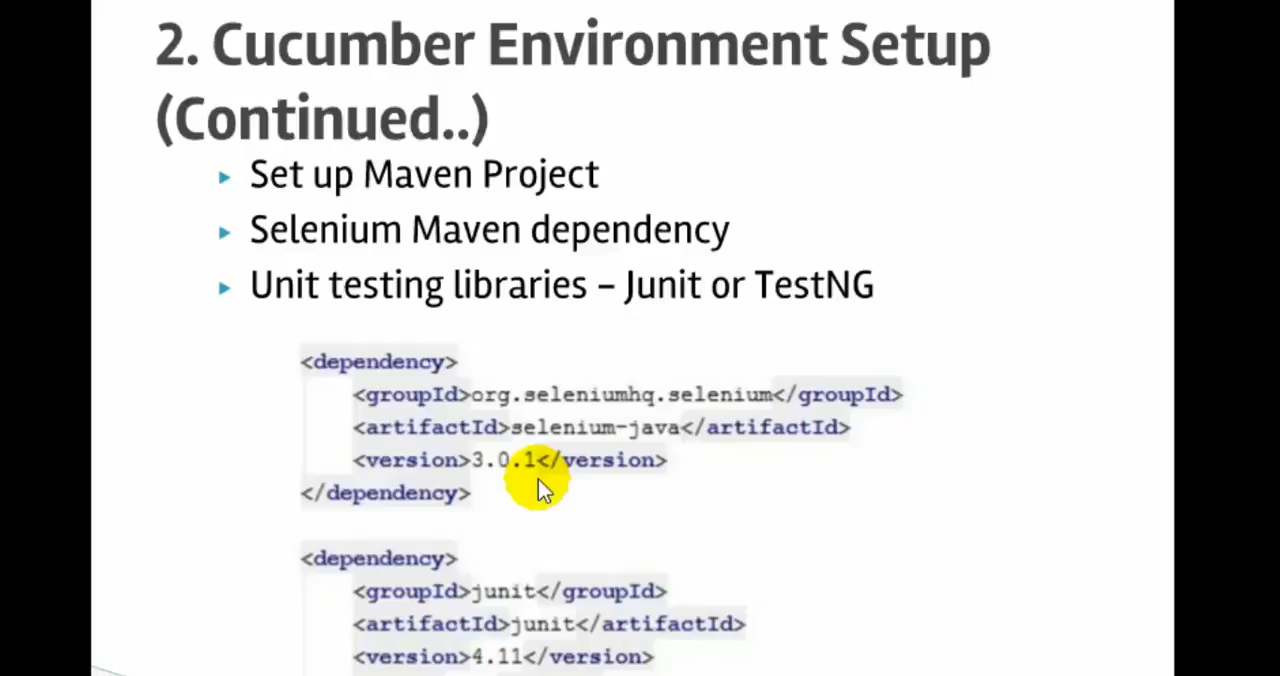 2. Cucumber Environment Setup
(Continued..)
Set up Maven Project
Selenium Maven dependency
Unit testing libraries – Junit or TestNG
<dependency>
<groupId>org.seleniumhq.selenium</groupId>
<artifactId>selenium-java</artifactId>
<version>3.0.1</version>
</dependency>
<dependency>
<groupId>junit</groupId>
<artifactId>junit</artifactId>
<version>4.11</version>